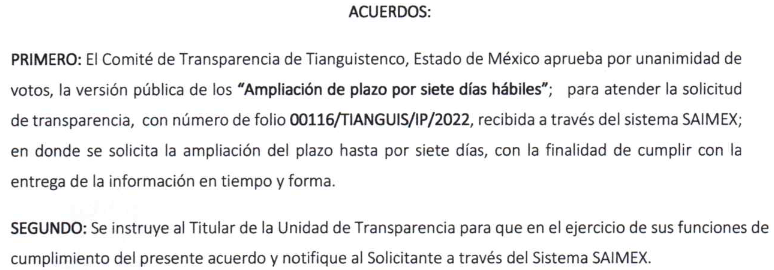 ACUERDOS:
PRIMERO: El Comité de Transparencia de Tianguistenco, Estado de México aprueba por unanimidad de
votos, la versión pública de los “Ampliación de plazo por siete días hábiles”; para atender la solicitud
de transparencia, con número de folio 00116/TIANGUIS/IP/2022, recibida a través del sistema SAIMEX;
en donde se solicita la ampliación del plazo hasta por siete días, con la finalidad de cumplir con la
entrega de la información en tiempo y forma.
SEGUNDO: Se instruye al Titular de la Unidad de Transparencia para que en el ejercicio de sus funciones de
cumplimiento del presente acuerdo y notifique al Solicitante a través del Sistema SAIMEX.